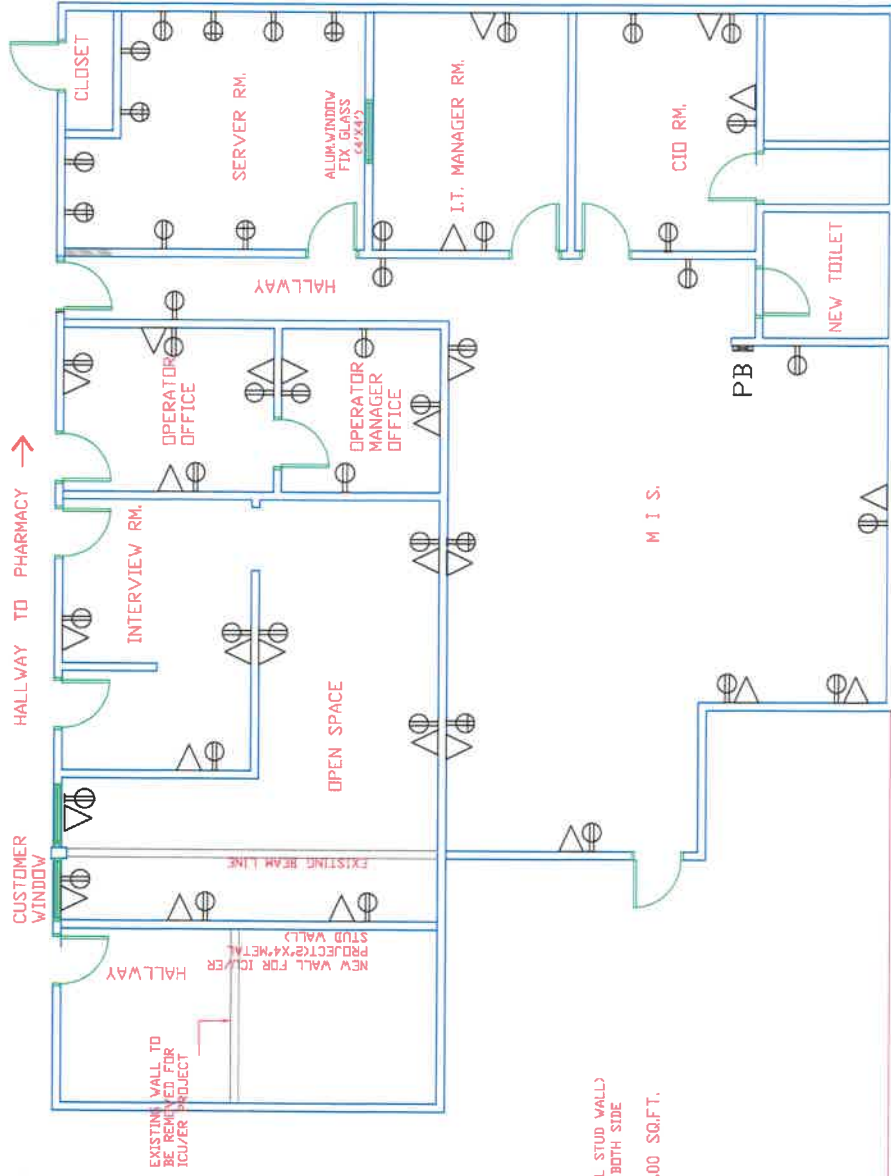 HALLWAY TO PHARMACY
CUSTOMER
WINDOW
CLOSET
SERVER RM.
ALUM.WINDOW
FIX GLASS
(4'X4')
I.T. MANAGER RM.
CIO RM.
NEW TOILET
HALLWAY
OPERATOR
OFFICE
OPERATOR
MANAGER
OFFICE
INTERVIEW RM.
OPEN SPACE
M I S.
PB
EXISTING BEAM LINE
NEW WALL FOR ICU/ER
PROJECT(2"X4"METAL
STUD WALL)
HALLWAY
EXISTING WALL TO
BE REMOVED FOR
ICU/ER PROJECT
L STUD WALL)
BOTH SIDE
.00 SQ.FT.